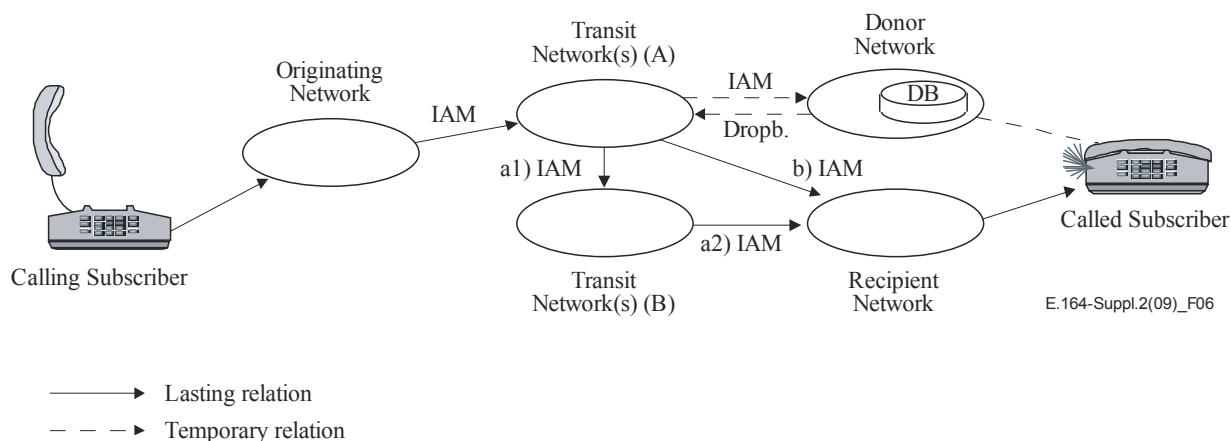 Transit
Network(s) (A)
Donor
Network
Originating
Network
IAM
IAM
DB
Dropb.
a1) IAM
b) IAM
a2) IAM
Calling Subscriber
Called Subscriber
Transit
Network(s) (B)
Recipient
Network
E.164-Suppl.2(09)_F06
Lasting relation
Temporary relation